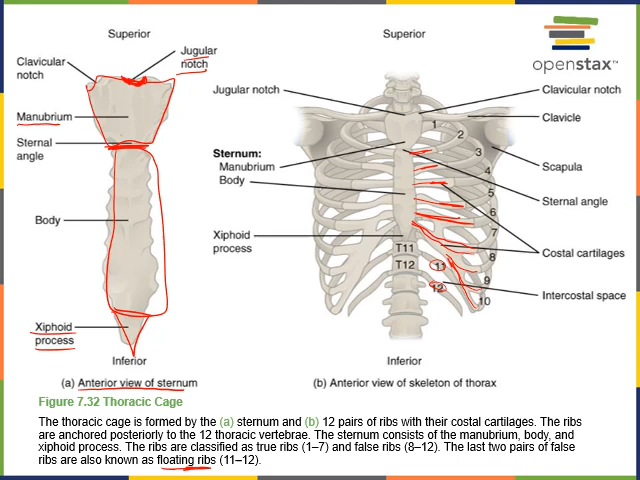 Superior
Clavicular
notch
Jugular
notch
Manubrium
Sternal
angle
Body
Xiphoid
process
Inferior
(a) Anterior view of sternum
Superior
openstax™
Jugular notch
Clavicular notch
Clavicle
Sternum:
Manubrium
Body
Scapula
Sternal angle
Xiphoid
process
Costal cartilages
Intercostal space
1
2
3
4
5
6
7
8
9
10
11
12
T11
T12
Inferior
(b) Anterior view of skeleton of thorax
Figure 7.32 Thoracic Cage
The thoracic cage is formed by the (a) sternum and (b) 12 pairs of ribs with their costal cartilages. The ribs
are anchored posteriorly to the 12 thoracic vertebrae. The sternum consists of the manubrium, body, and
xiphoid process. The ribs are classified as true ribs (1–7) and false ribs (8–12). The last two pairs of false
ribs are also known as floating ribs (11–12).